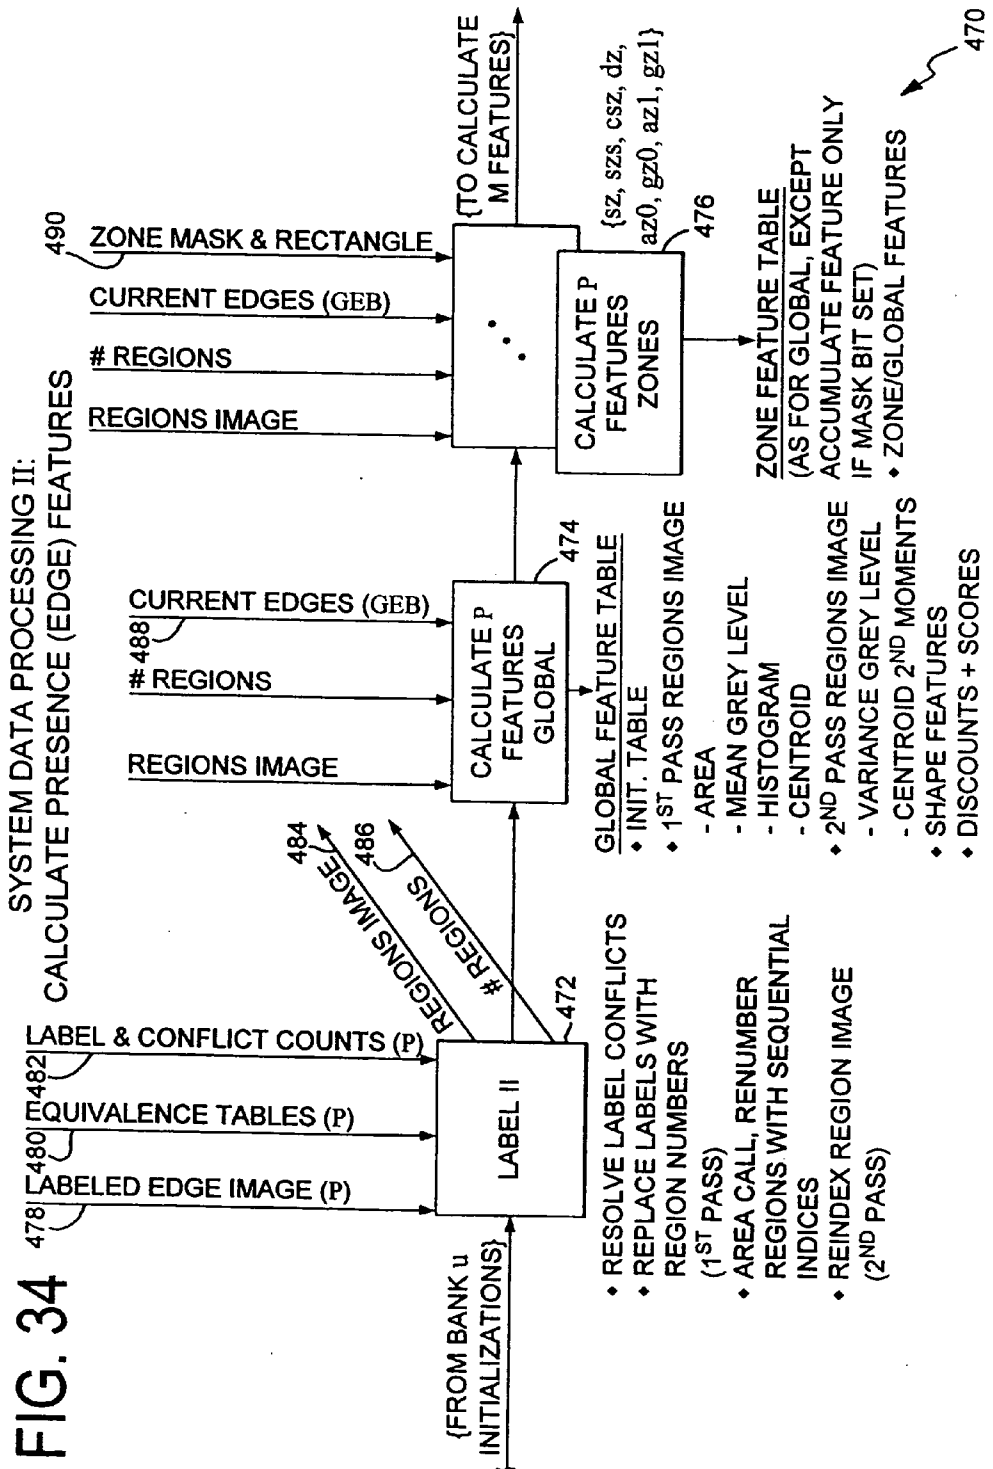 FIG. 34
SYSTEM DATA PROCESSING II:
CALCULATE PRESENCE (EDGE) FEATURES
{FROM BANK u
INITIALIZATIONS}
478
LABELED EDGE IMAGE (P)
480
EQUIVALENCE TABLES (P)
482
LABEL & CONFLICT COUNTS (P)
LABEL II
472
REGIONS IMAGE
484
# REGIONS
486
• RESOLVE LABEL CONFLICTS
• REPLACE LABELS WITH
REGION NUMBERS
(1ST PASS)
• AREA CALL, RENUMBER
REGIONS WITH SEQUENTIAL
INDICES
• REINDEX REGION IMAGE
(2ND PASS)
REGIONS IMAGE
# REGIONS
488
CURRENT EDGES (GEB)
CALCULATE P
FEATURES
GLOBAL
474
GLOBAL FEATURE TABLE
• INIT. TABLE
• 1ST PASS REGIONS IMAGE
- AREA
- MEAN GREY LEVEL
- HISTOGRAM
- CENTROID
• 2ND PASS REGIONS IMAGE
- VARIANCE GREY LEVEL
- CENTROID 2ND MOMENTS
• SHAPE FEATURES
• DISCOUNTS + SCORES
REGIONS IMAGE
# REGIONS
CURRENT EDGES (GEB)
ZONE MASK & RECTANGLE
490
CALCULATE P
FEATURES
ZONES
476
{TO CALCULATE
M FEATURES}
{sz, szs, csz, dz,
az0, gz0, az1, gz1}
ZONE FEATURE TABLE
(AS FOR GLOBAL, EXCEPT
ACCUMULATE FEATURE ONLY
IF MASK BIT SET)
• ZONE/GLOBAL FEATURES
470